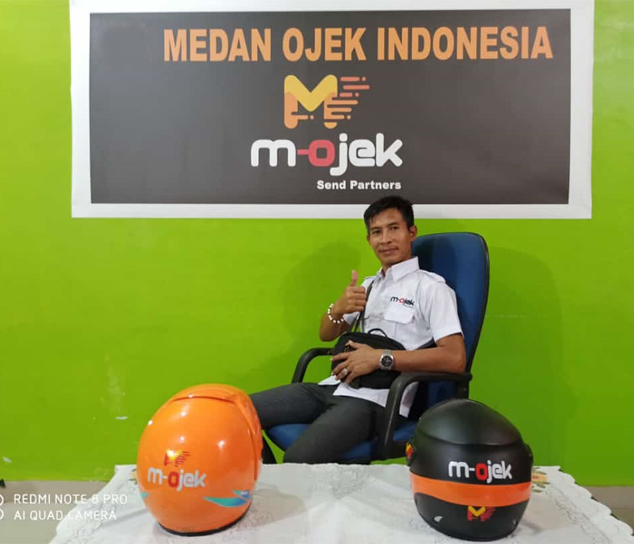 MEDAN OJEK INDONESIA
m-ojek
Send Partners
m-ojek
m-ojek
m-ojek
REDMI NOTE 8 PRO
AI QUAD CAMERA